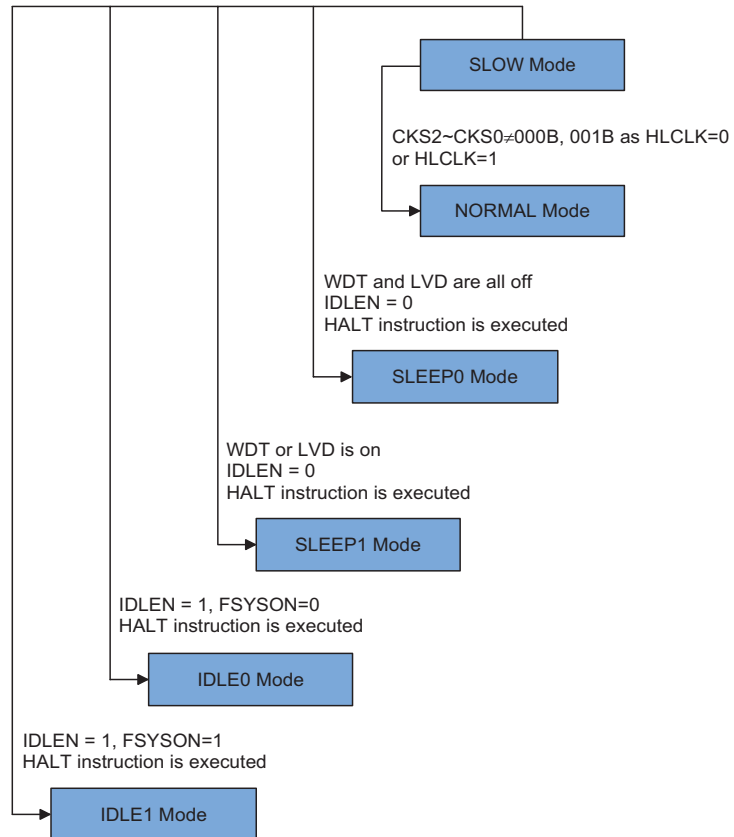 SLOW Mode
CKS2~CKS0≠000B, 001B as HLCLK=0
or HLCLK=1
NORMAL Mode
WDT and LVD are all off
IDLEN = 0
HALT instruction is executed
SLEEP0 Mode
WDT or LVD is on
IDLEN = 0
HALT instruction is executed
SLEEP1 Mode
IDLEN = 1, FSYSON=0
HALT instruction is executed
IDLE0 Mode
IDLEN = 1, FSYSON=1
HALT instruction is executed
IDLE1 Mode